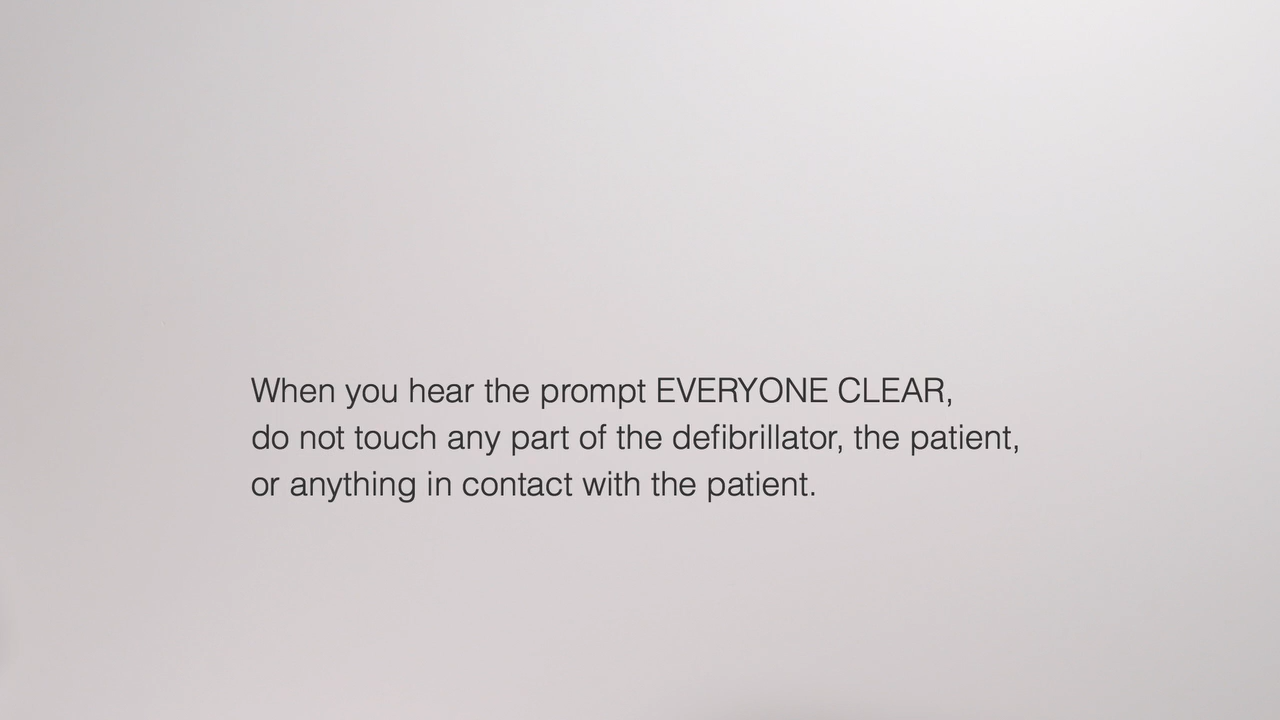 When you hear the prompt EVERYONE CLEAR,
do not touch any part of the defibrillator, the patient,
or anything in contact with the patient.